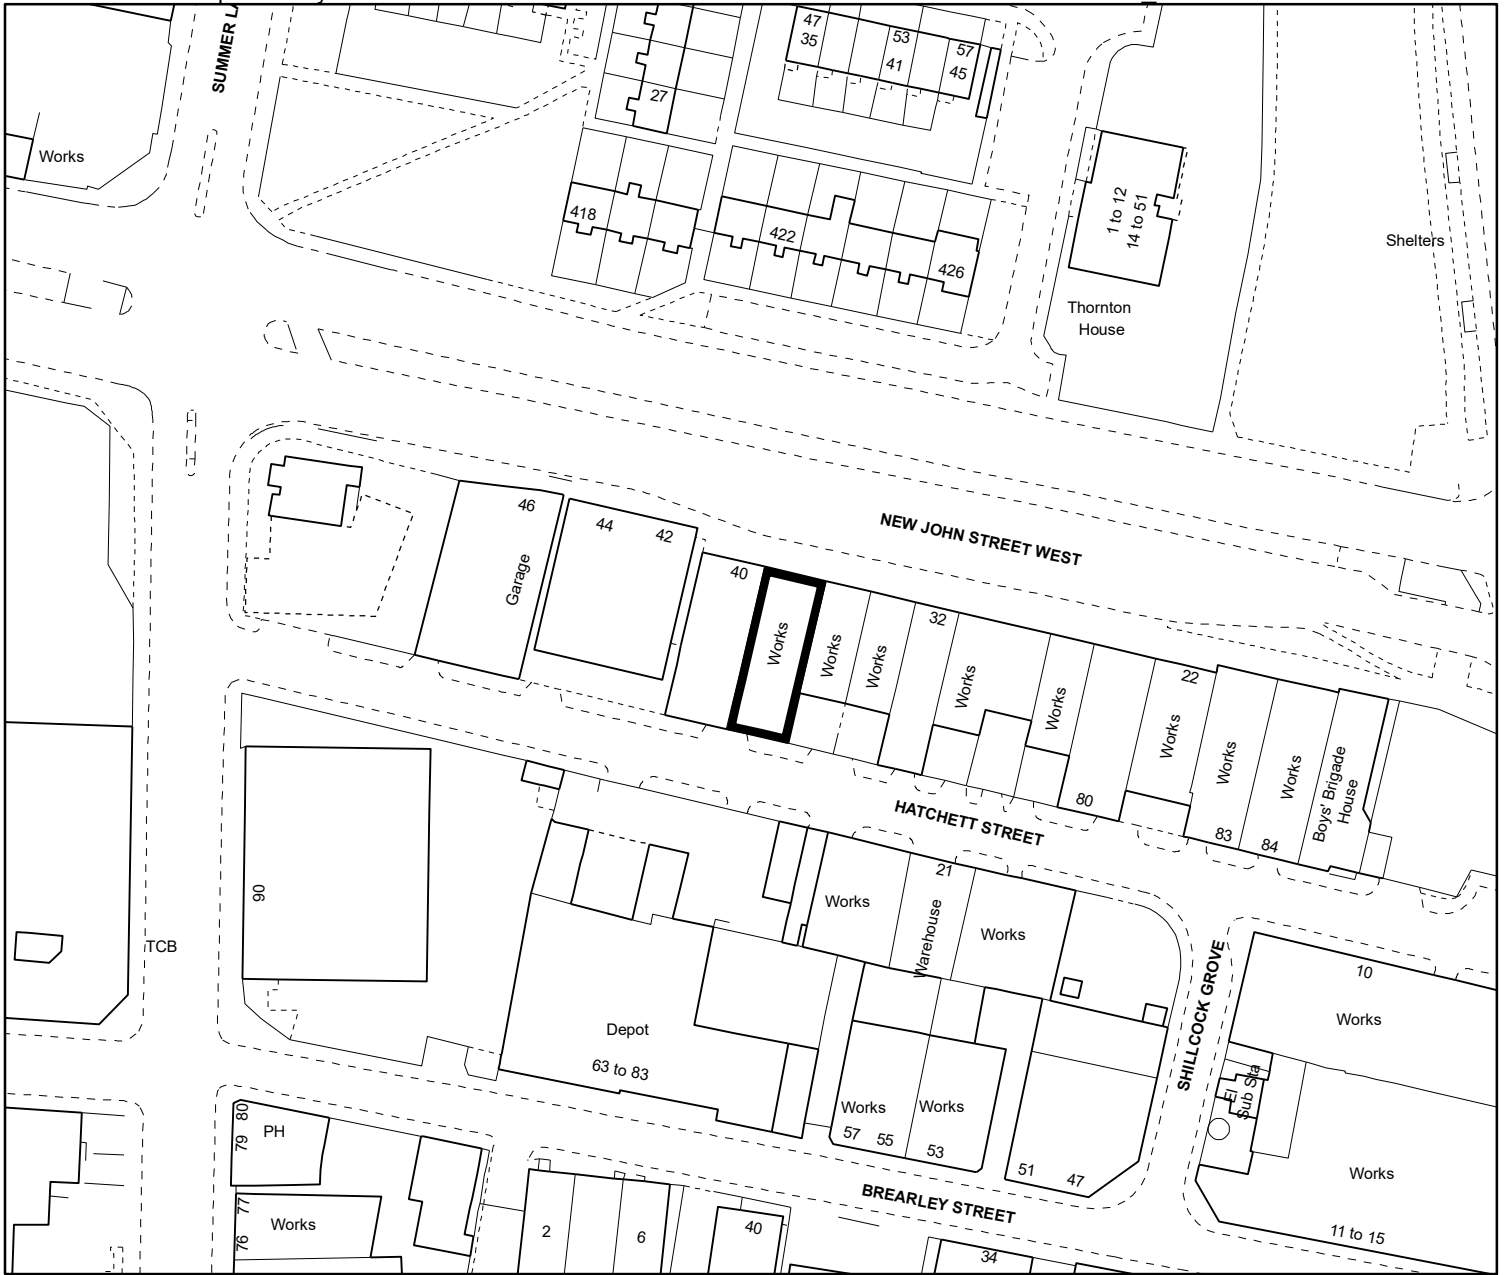 SUMMER LA
47
35
53
41
57
45
27
Works
418
422
426
1 to 12
14 to 51
Shelters
Thornton
House
46
44
42
Garage
NEW JOHN STREET WEST
40
Works
Works
Works
32
Works
Works
22
Works
Works
Works
Boys' Brigade
House
80
83
84
HATCHETT STREET
90
TCB
21
Works
Warehouse
Works
SHILLCOCK GROVE
10
Works
Depot
63 to 83
El
Sub Sta
Works
Works
57
55
53
51
47
Works
11 to 15
80
79
PH
77
76
Works
BREARLEY STREET
2
6
40
34